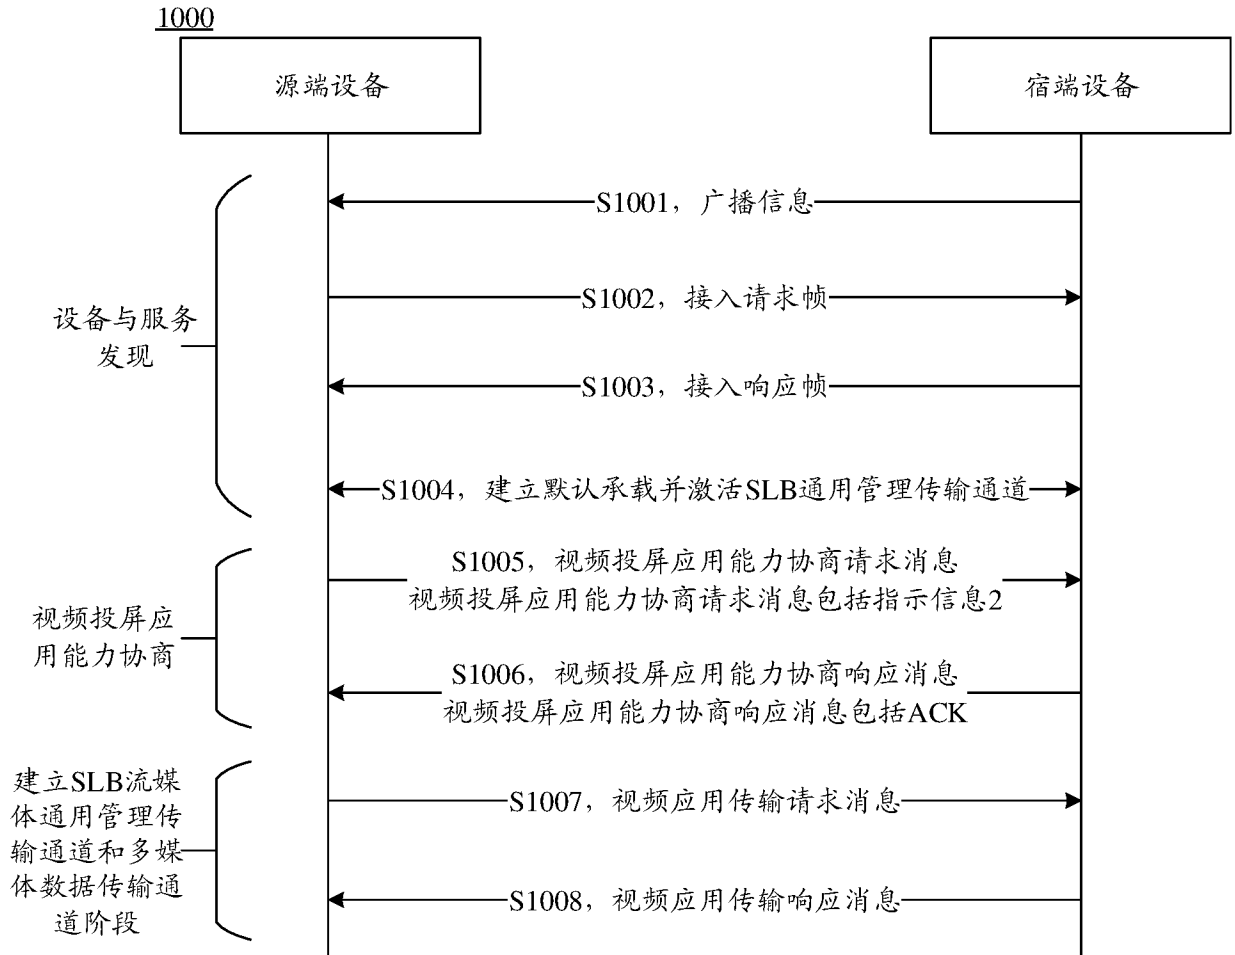 1000
源端设备
宿端设备
S1001，广播信息
S1002，接入请求帧
设备与服务
发现
S1003，接入响应帧
S1004，建立默认承载并激活SLB通用管理传输通道
S1005，视频投屏应用能力协商请求消息
视频投屏应用能力协商请求消息包括指示信息2
视频投屏应
用能力协商
S1006，视频投屏应用能力协商响应消息
视频投屏应用能力协商响应消息包括ACK
建立SLB流媒
体通用管理传
输通道和多媒
体数据传输通
道阶段
S1007，视频应用传输请求消息
S1008，视频应用传输响应消息